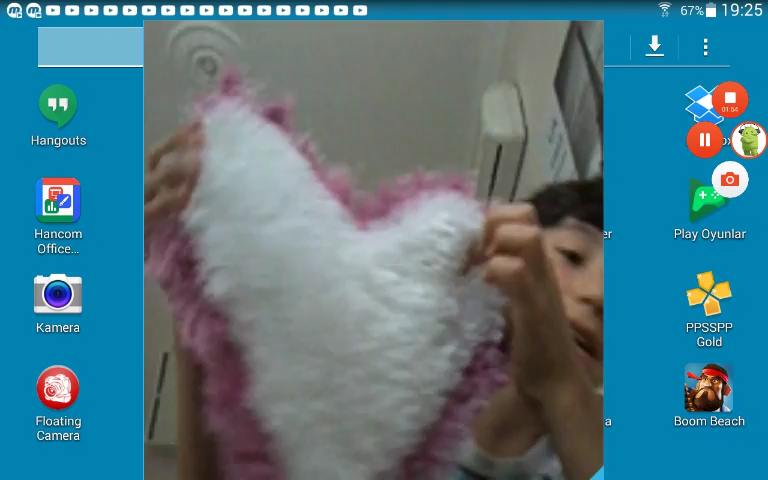 67% 19:25
Hangouts
01:54
Hancom
Office...
Play Oyunlar
Kamera
PPSSPP
Gold
Floating
Camera
Boom Beach